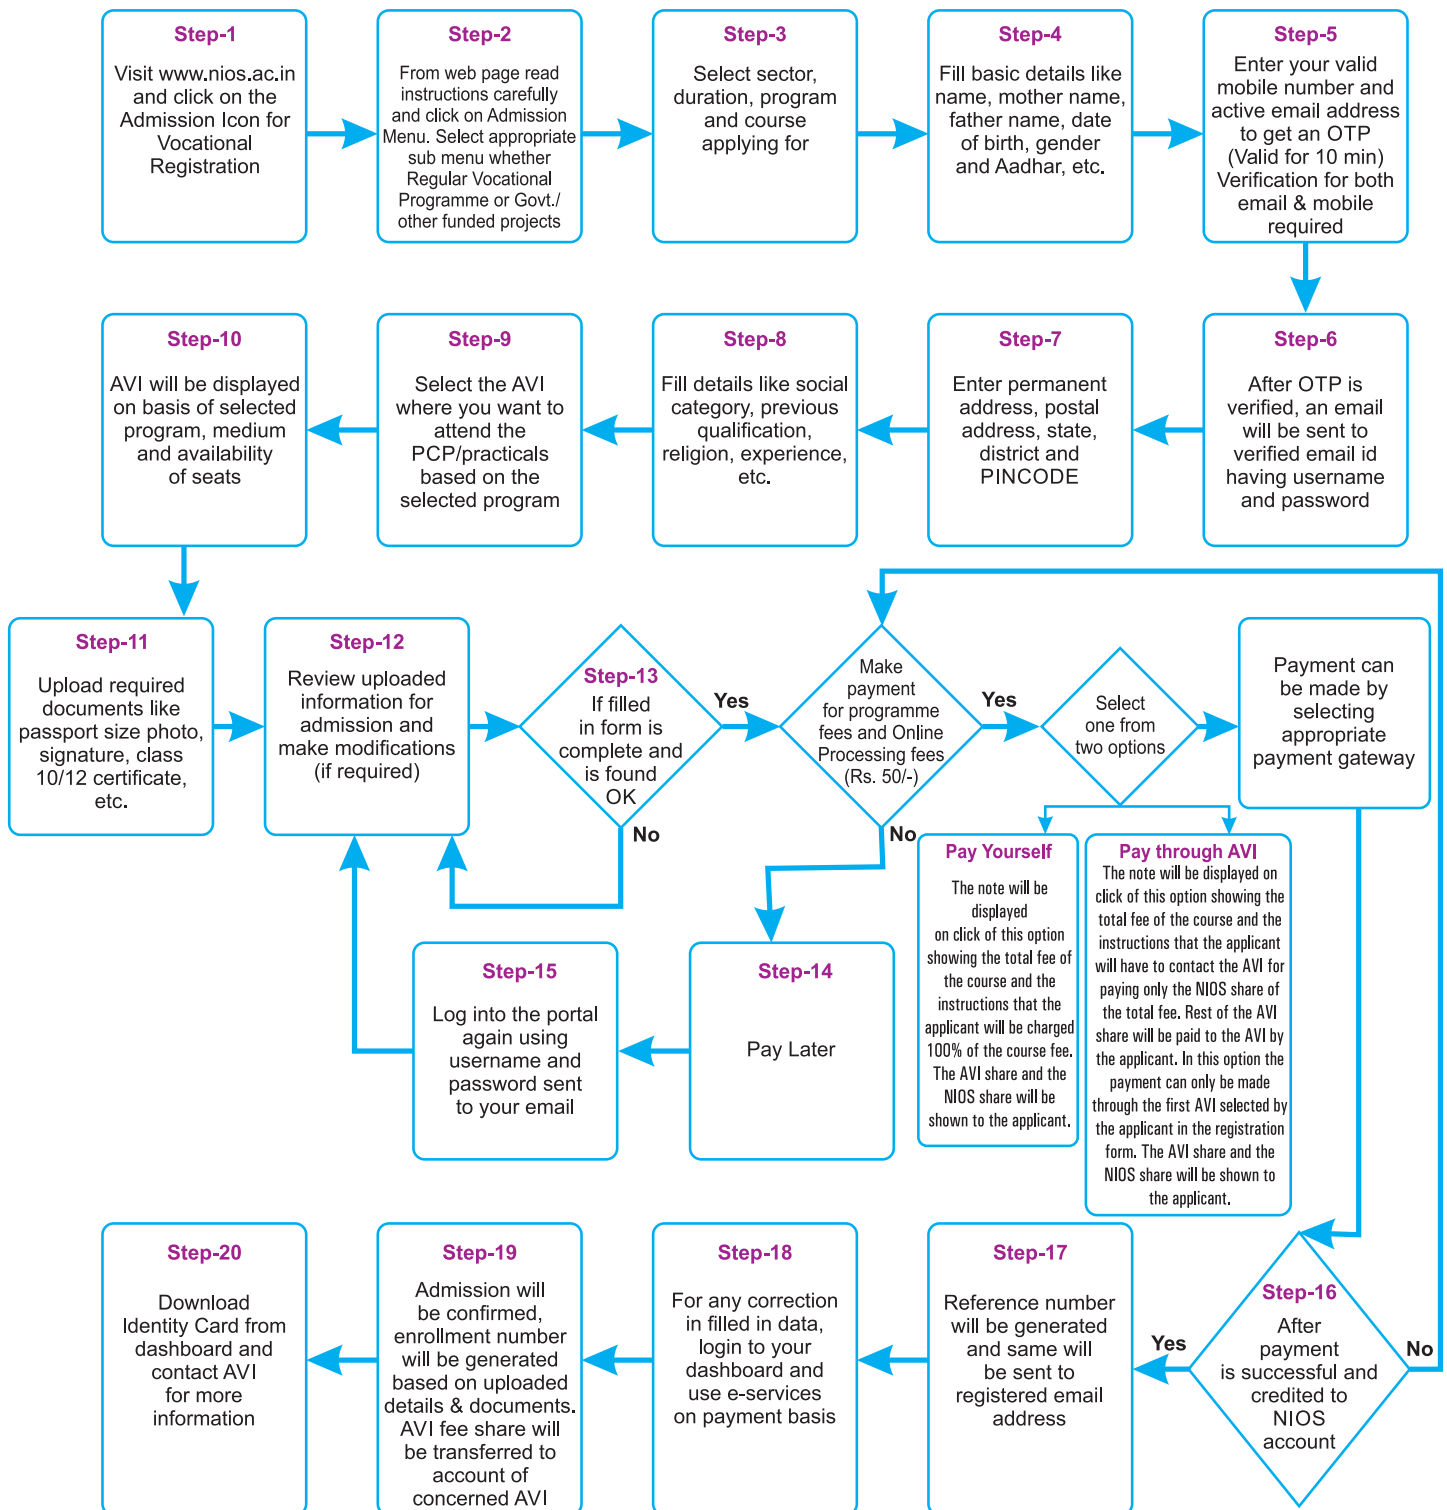 Step-1
Visit www.nios.ac.in
and click on the
Admission Icon for
Vocational
Registration
Step-2
From web page read
instructions carefully
and click on Admission
Menu. Select appropriate
sub menu whether
Regular Vocational
Programme or Govt./
other funded projects
Step-3
Select sector,
duration, program
and course
applying for
Step-4
Fill basic details like
name, mother name,
father name, date
of birth, gender
and Aadhar, etc.
Step-5
Enter your valid
mobile number and
active email address
to get an OTP
(Valid for 10 min)
Verification for both
email & mobile
required
Step-6
After OTP is
verified, an email
will be sent to
verified email id
having username
and password
Step-7
Enter permanent
address, postal
address, state,
district and
PINCODE
Step-8
Fill details like social
category, previous
qualification,
religion, experience,
etc.
Step-9
Select the AVI
where you want to
attend the
PCP/practicals
based on the
selected program
Step-10
AVI will be displayed
on basis of selected
program, medium
and availability
of seats
Step-11
Upload required
documents like
passport size photo,
signature, class
10/12 certificate,
etc.
Step-12
Review uploaded
information for
admission and
make modifications
(if required)
Step-13
If filled
in form is
complete and
is found
OK
Yes
No
Make
payment
for programme
fees and Online
Processing fees
(Rs. 50/-)
Yes
No
Select
one from
two options
Payment can
be made by
selecting
appropriate
payment gateway
Pay Yourself
The note will be
displayed
on click of this option
showing the total fee of
the course and the
instructions that the
applicant will be charged
100% of the course fee.
The AVI share and the
NIOS share will be
shown to the applicant.
Pay through AVI
The note will be displayed on
click of this option showing the
total fee of the course and the
instructions that the applicant
will have to contact the AVI for
paying only the NIOS share of
the total fee. Rest of the AVI
share will be paid to the AVI by
the applicant. In this option the
payment can only be made
through the first AVI selected by
the applicant in the registration
form. The AVI share and the
NIOS share will be shown to
the applicant.
Step-14
Pay Later
Step-15
Log into the portal
again using
username and
password sent
to your email
Step-16
After
payment
is successful and
credited to
NIOS
account
Yes
No
Step-17
Reference number
will be generated
and same will
be sent to
registered email
address
Step-18
For any correction
in filled in data,
login to your
dashboard and
use e-services
on payment basis
Step-19
Admission will
be confirmed,
enrollment number
will be generated
based on uploaded
details & documents.
AVI fee share will
be transferred to
account of
concerned AVI
Step-20
Download
Identity Card from
dashboard and
contact AVI
for more
information